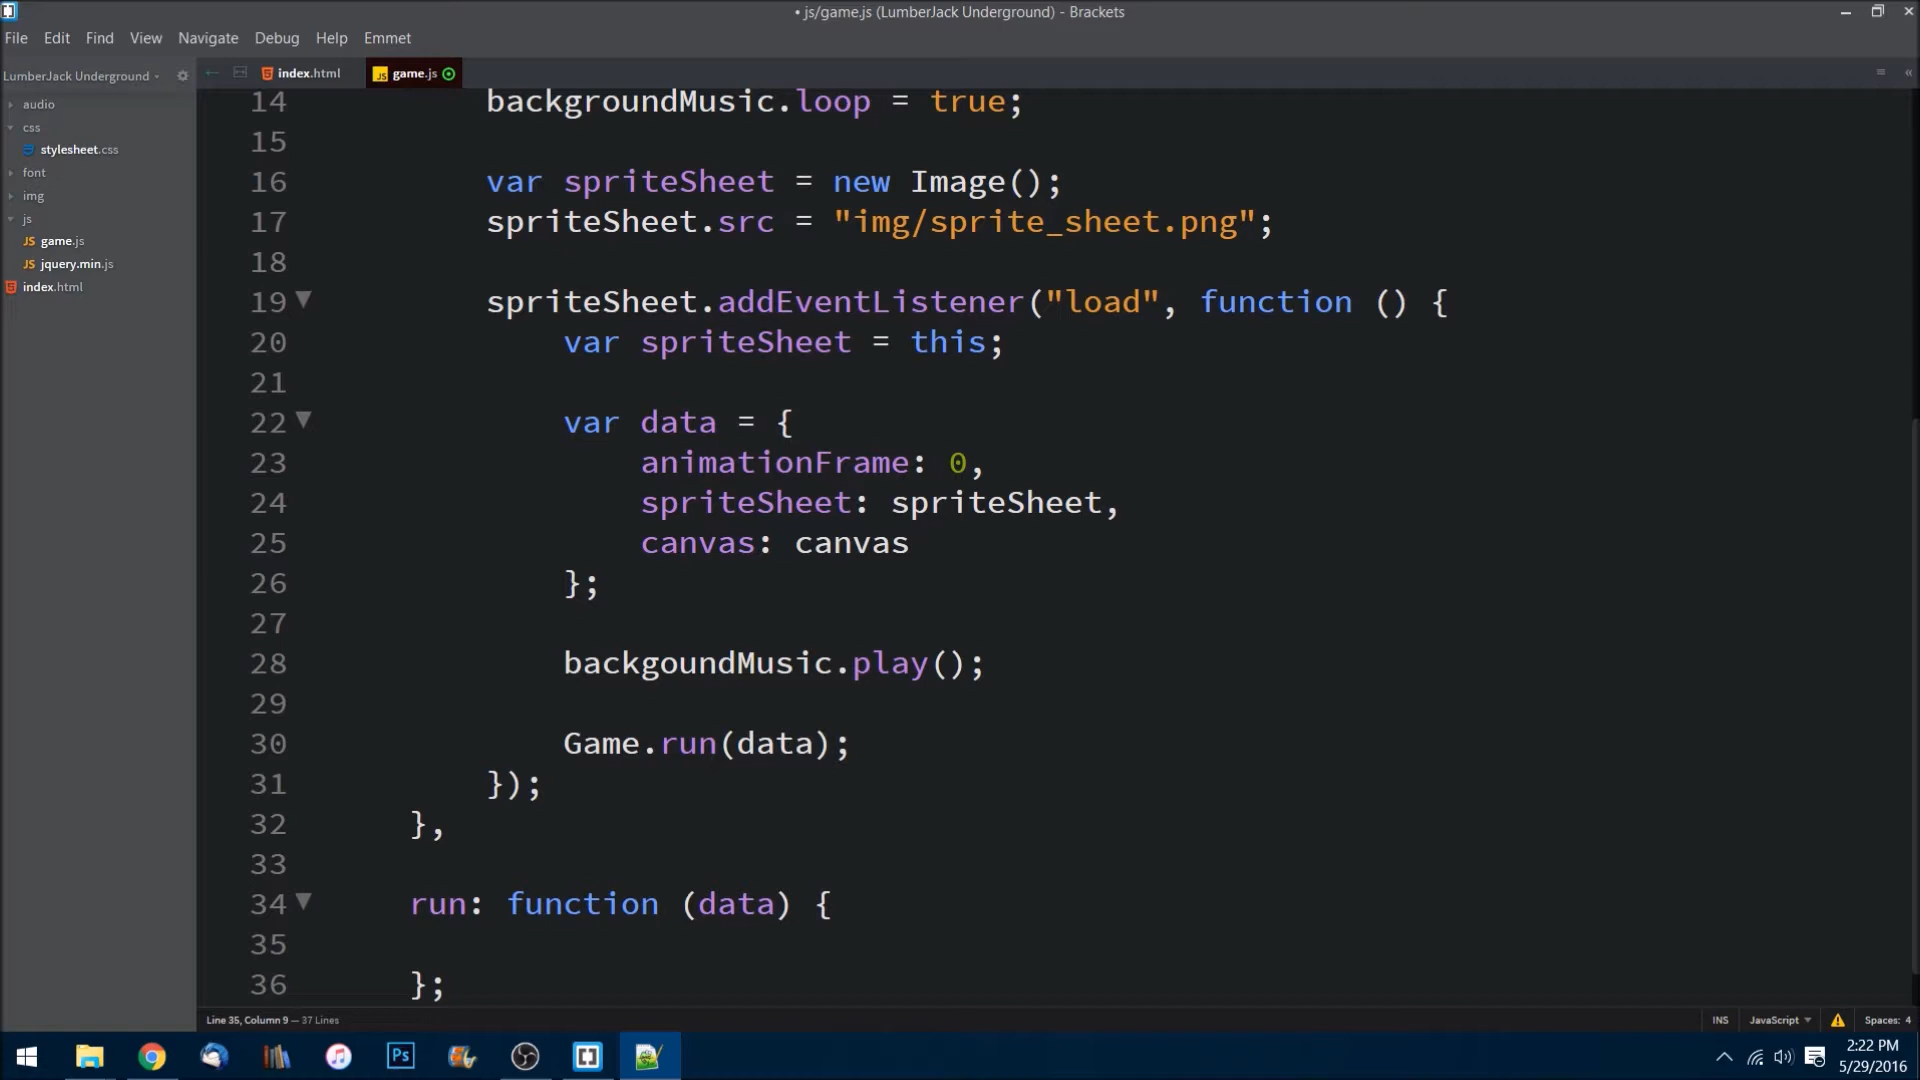 • js/game.js (LumberJack Underground) - Brackets
File Edit Find View Navigate Debug Help Emmet
LumberJack Underground
index.html
game.js
audio
css
stylesheet.css
font
img
js
JS game.js
JS jquery.min.js
index.html
14 backgroundMusic.loop = true;
15
16 var spriteSheet = new Image();
17 spriteSheet.src = "img/sprite_sheet.png";
18
19 spriteSheet.addEventListener("load", function () {
20 var spriteSheet = this;
21
22 var data = {
23 animationFrame: 0,
24 spriteSheet: spriteSheet,
25 canvas: canvas
26 };
27
28 backgoundMusic.play();
29
30 Game.run(data);
31 });
32 },
33
34 run: function (data) {
35
36 };
Line 35, Column 9 — 37 Lines
INS JavaScript Spaces: 4
Ps
2:22 PM
5/29/2016